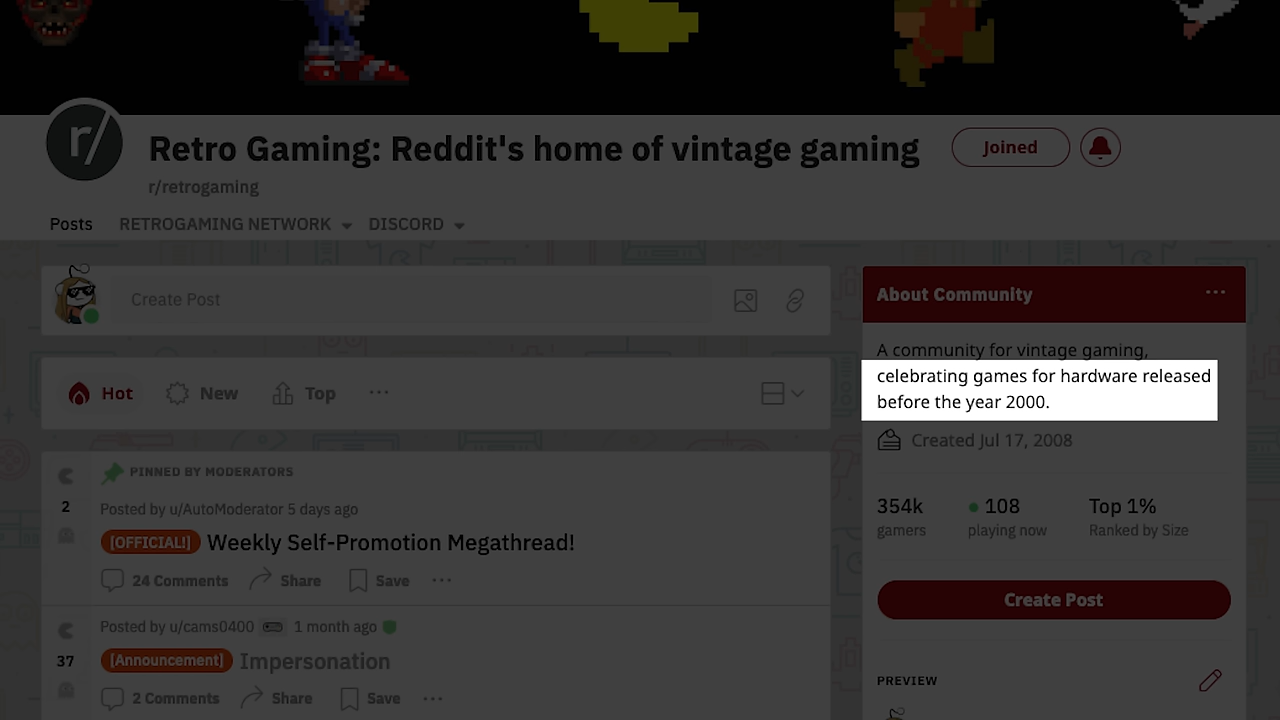 r/
Retro Gaming: Reddit's home of vintage gaming
Joined
r/retrogaming
Posts RETROGAMING NETWORK DISCORD
Create Post
Hot New Top ...
PINNED BY MODERATORS
2
Posted by u/AutoModerator 5 days ago
[OFFICIAL!] Weekly Self-Promotion Megathread!
24 Comments Share Save ...
Posted by u/cams0400 1 month ago
37
[Announcement] Impersonation
2 Comments Share Save ...
About Community ...
A community for vintage gaming,
celebrating games for hardware released
before the year 2000.
Created Jul 17, 2008
354k 108 Top 1%
gamers playing now Ranked by Size
Create Post
PREVIEW